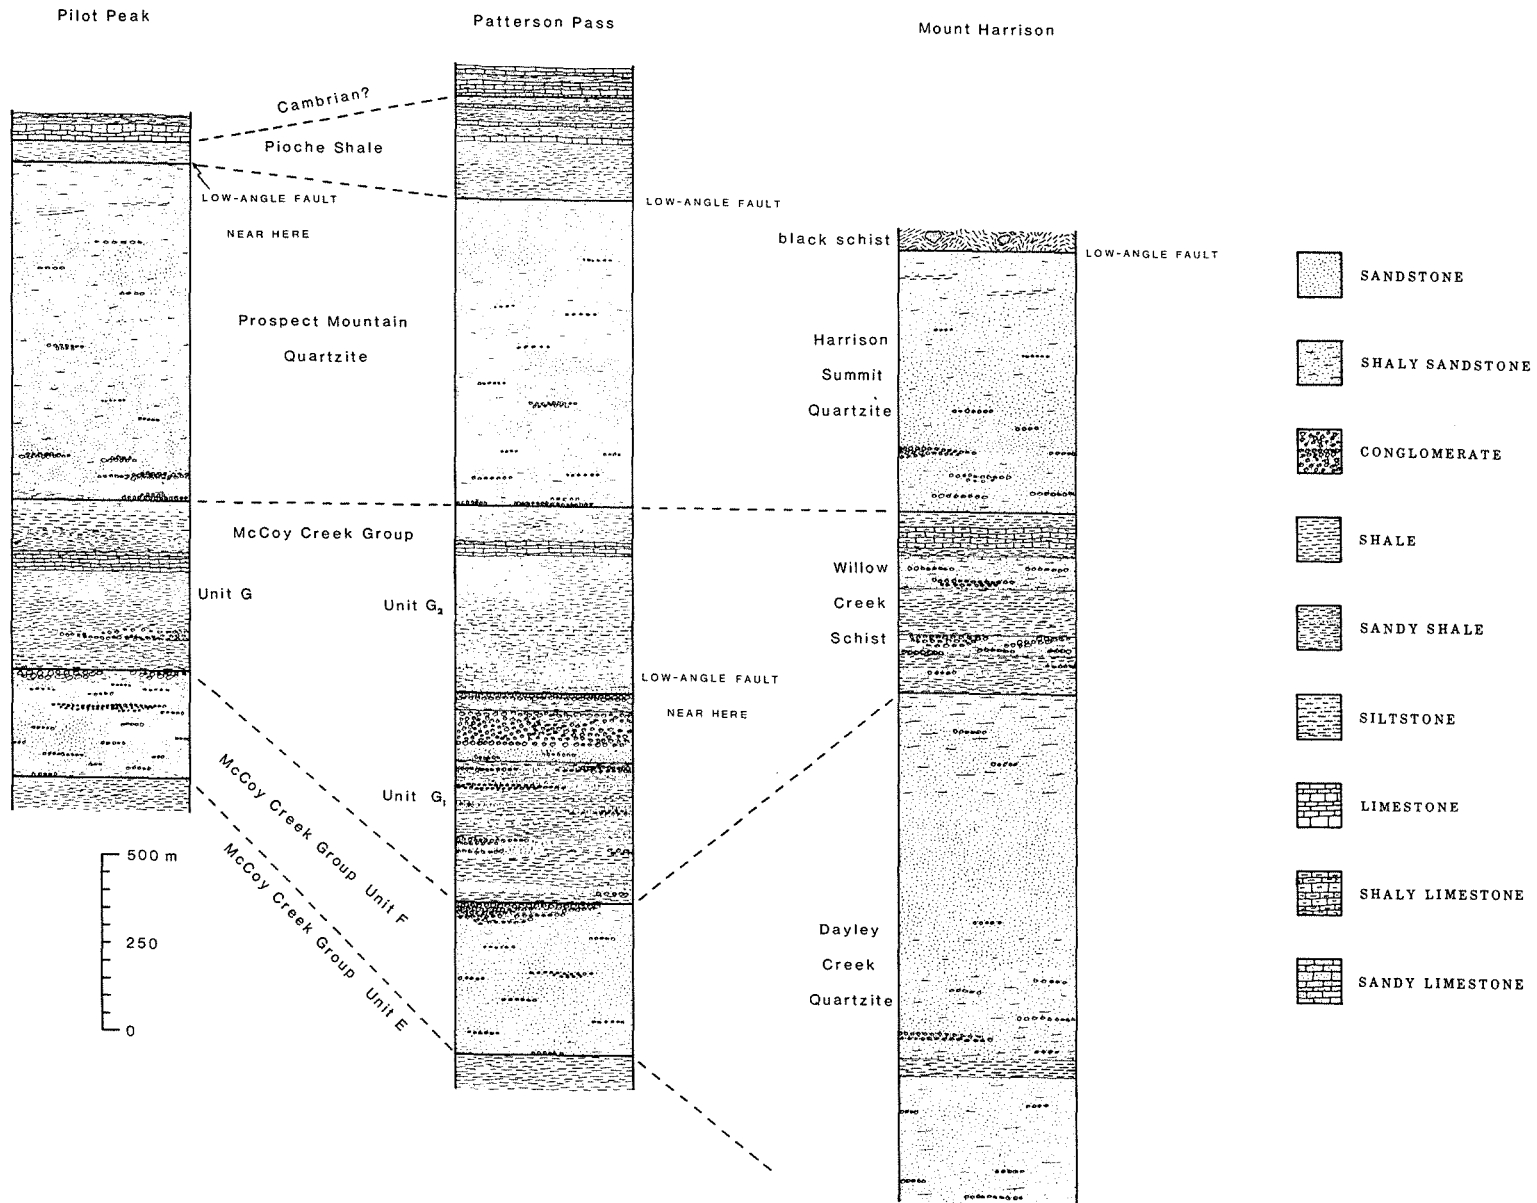 Pilot Peak
Patterson Pass
Mount Harrison
Cambrian?
Pioche Shale
LOW-ANGLE FAULT
NEAR HERE
LOW-ANGLE FAULT
black schist
LOW-ANGLE FAULT
Prospect Mountain
Quartzite
Harrison
Summit
Quartzite
McCoy Creek Group
Unit G
Unit G₂
Willow
Creek
Schist
LOW-ANGLE FAULT
NEAR HERE
McCoy Creek Group Unit F
McCoy Creek Group Unit E
Unit G₁
500 m
250
0
Dayley
Creek
Quartzite
SANDSTONE
SHALY SANDSTONE
CONGLOMERATE
SHALE
SANDY SHALE
SILTSTONE
LIMESTONE
SHALY LIMESTONE
SANDY LIMESTONE